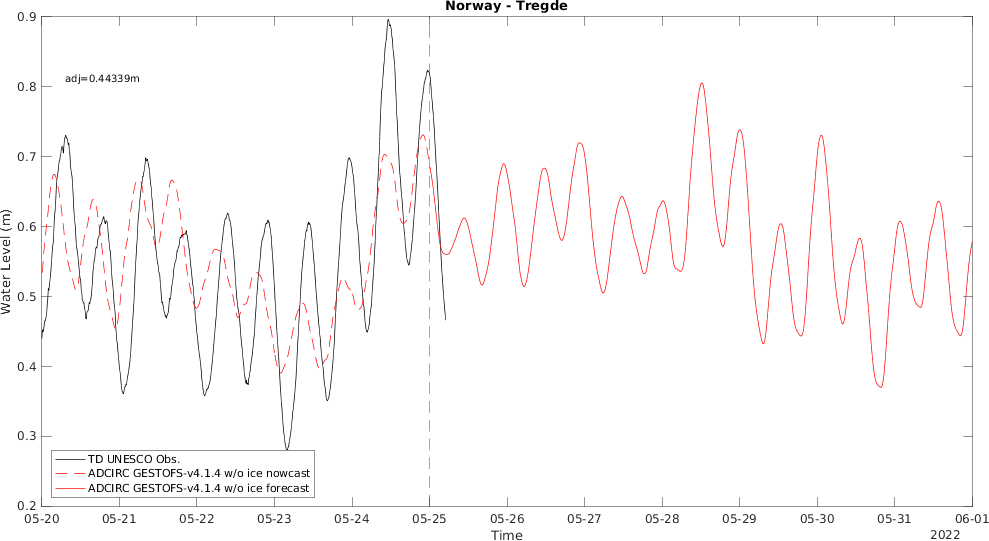 Norway - Tregde
adj=0.44339m
Water Level (m)
0.9
0.8
0.7
0.6
0.5
0.4
0.3
0.2
TD UNESCO Obs.
ADCIRC GESTOFS-v4.1.4 w/o ice nowcast
ADCIRC GESTOFS-v4.1.4 w/o ice forecast
05-20 05-21 05-22 05-23 05-24 05-25 05-26 05-27 05-28 05-29 05-30 05-31 06-01
Time
2022